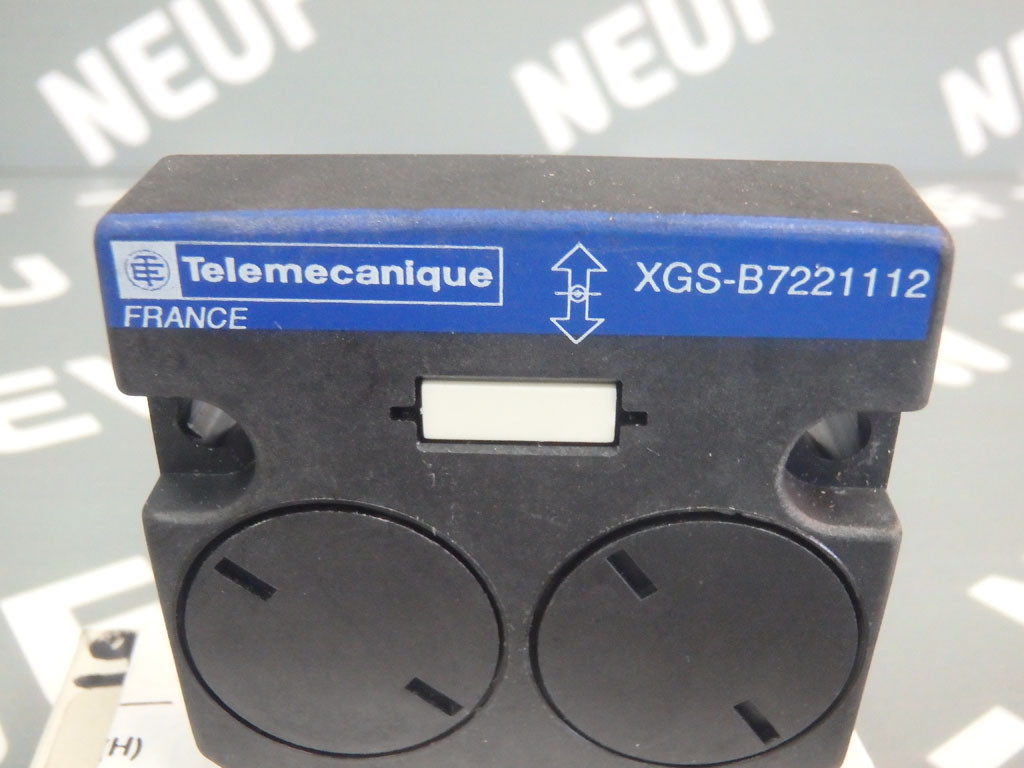 NEUF
NEUF
Telemecanique
XGS-B7221112
FRANCE
H)